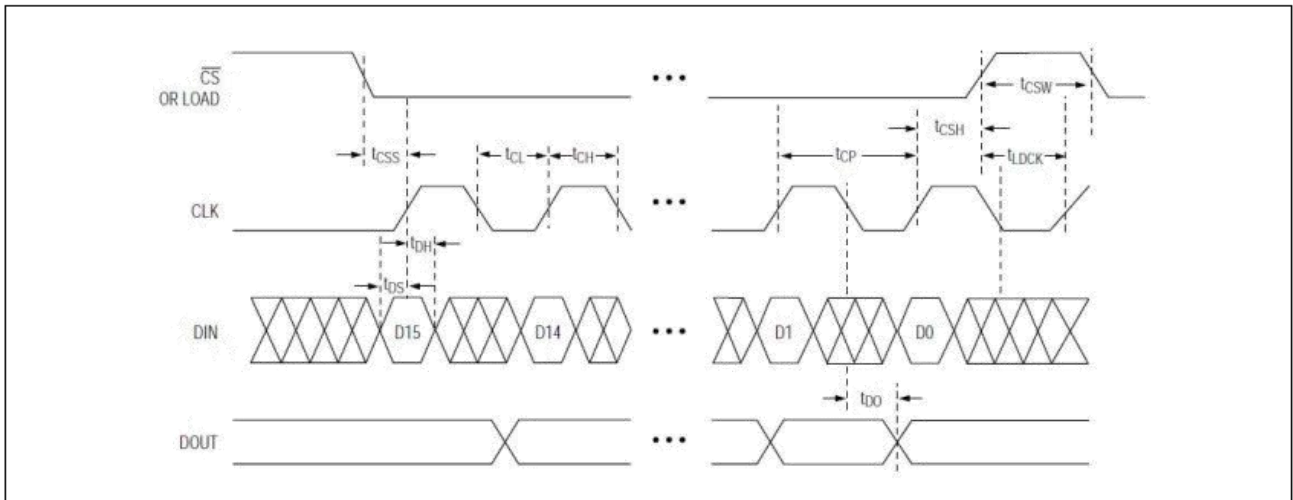 CS
OR LOAD
tCSW
tCSH
tCSS
tCL
tCH
tCP
tLDCK
CLK
tDH
tDS
DIN
D15
D14
D1
D0
tDO
DOUT